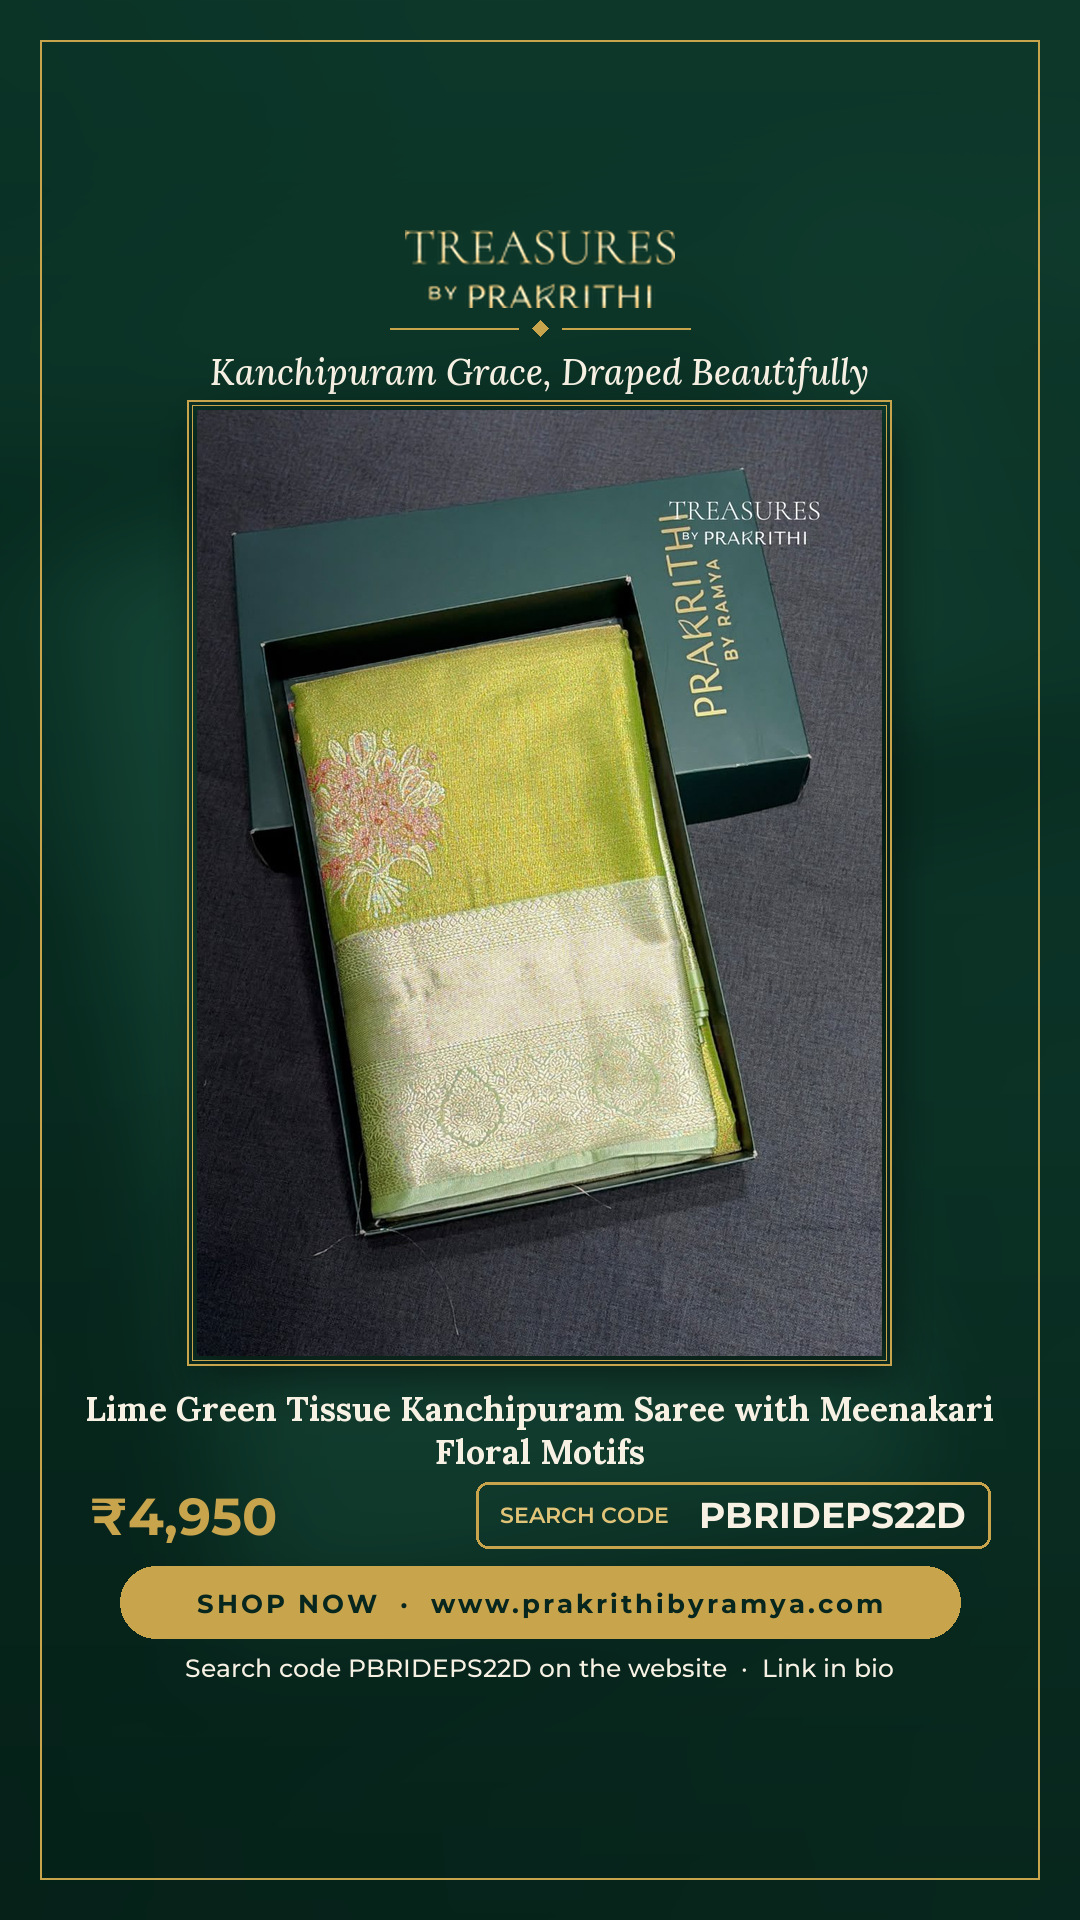 TREASURES
BY PRAKRITHI
Kanchipuram Grace, Draped Beautifully
TREASURES
BY PRAKRITHI
PRAKRITHI
BY RAMYA
Lime Green Tissue Kanchipuram Saree with Meenakari
Floral Motifs
₹4,950
SEARCH CODE PBRIDEPS22D
SHOP NOW · www.prakrithibyramya.com
Search code PBRIDEPS22D on the website · Link in bio